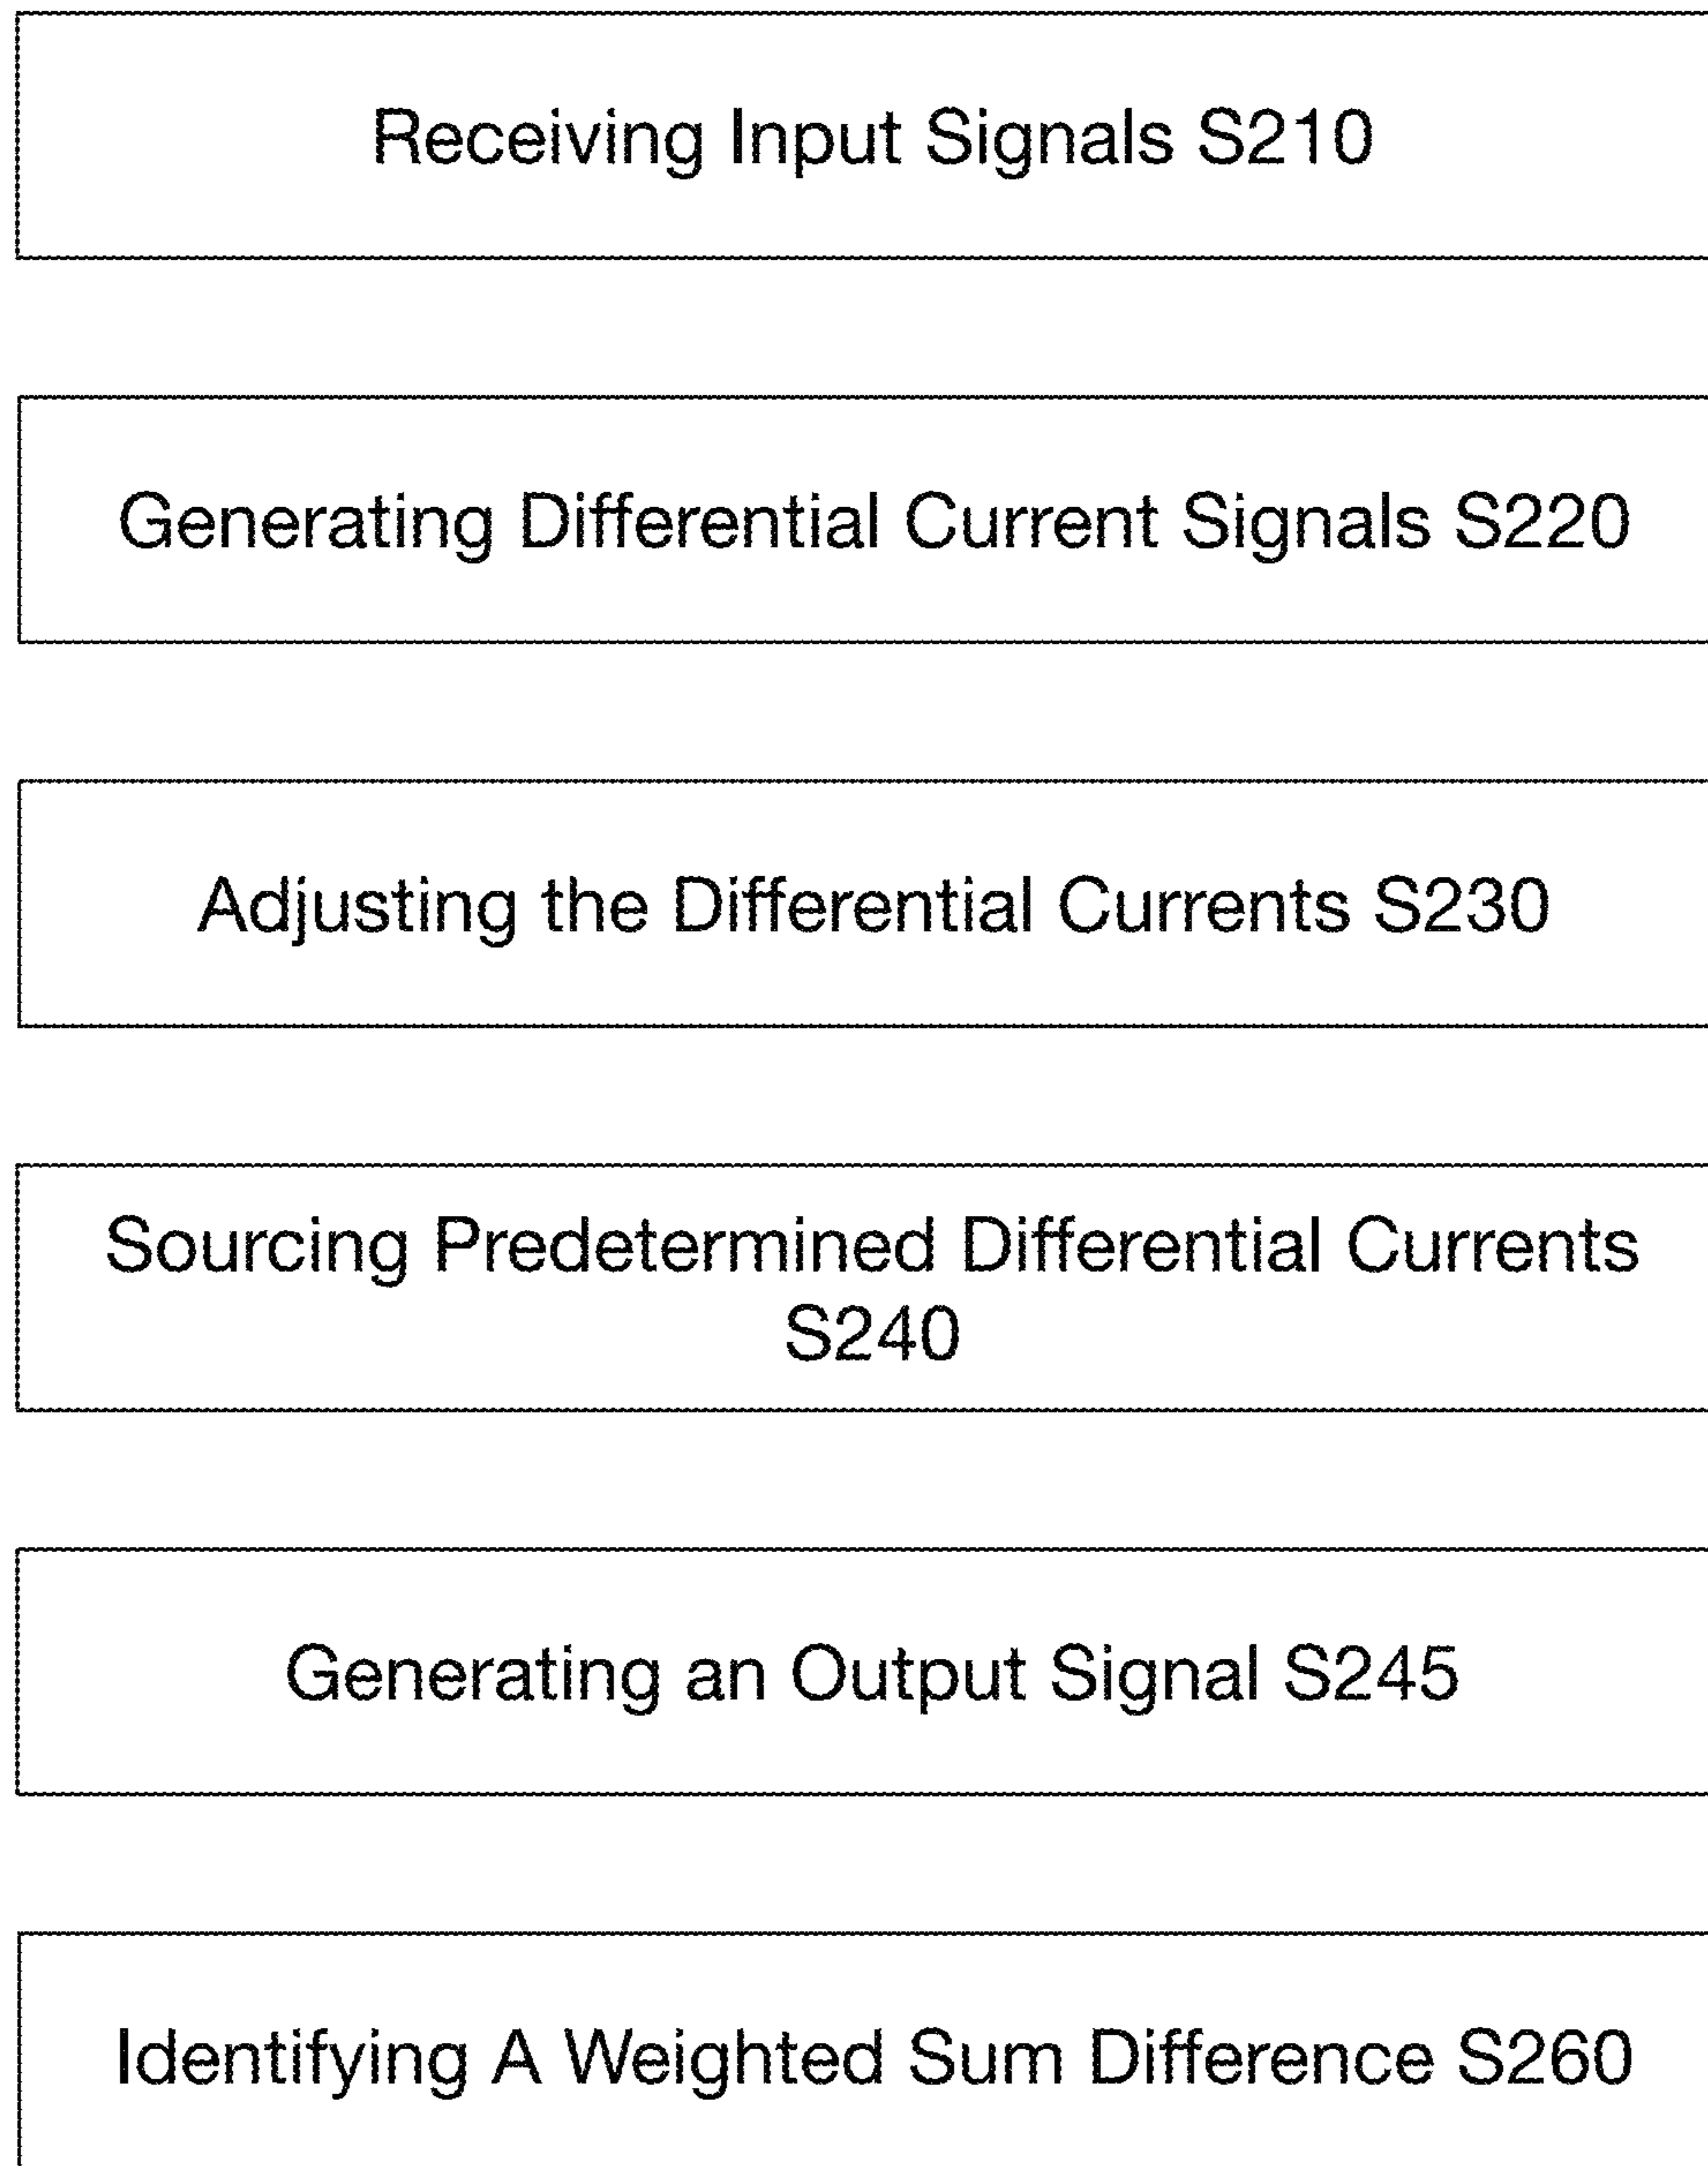 Receiving Input Signals S210
Generating Differential Current Signals S220
Adjusting the Differential Currents S230
Sourcing Predetermined Differential Currents
S240
Generating an Output Signal S245
Identifying A Weighted Sum Difference S260